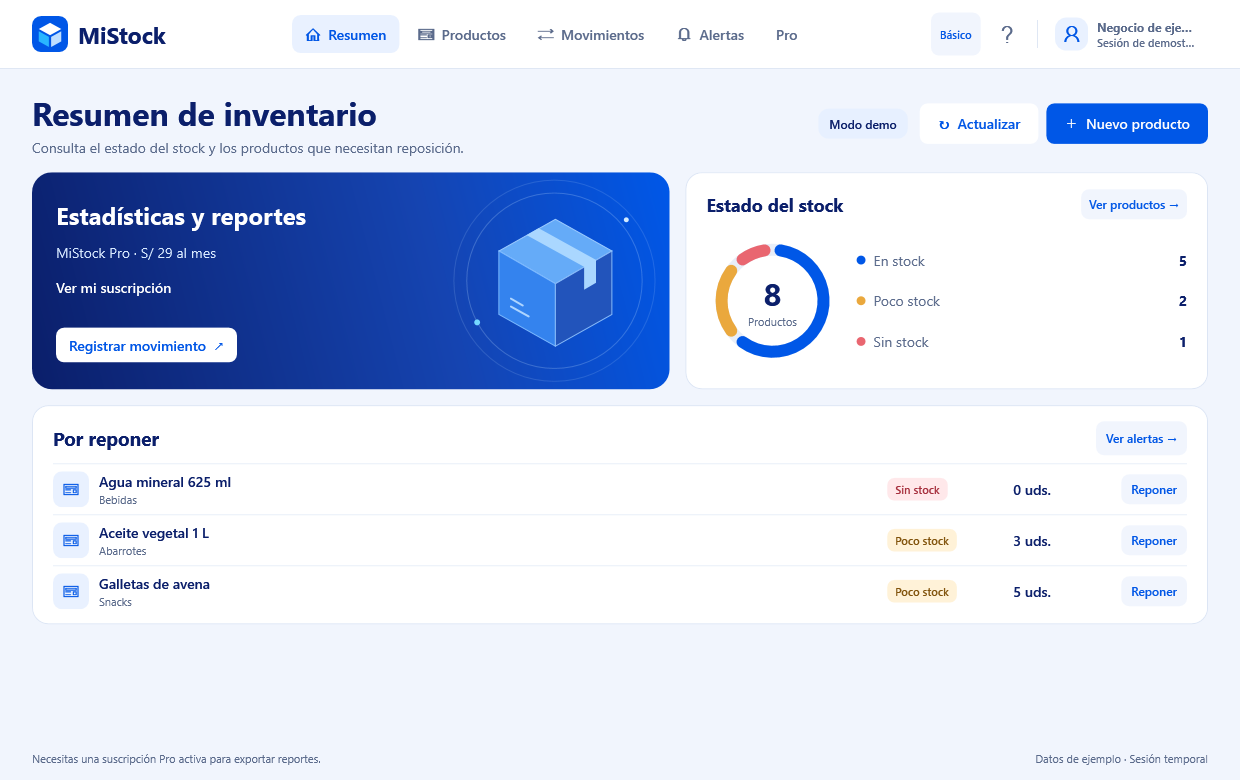 MiStock
Resumen
Productos
Movimientos
Alertas
Pro
Básico
?
Negocio de eje...
Sesión de demost...
Resumen de inventario
Consulta el estado del stock y los productos que necesitan reposición.
Modo demo
↻ Actualizar
+ Nuevo producto
Estadísticas y reportes
MiStock Pro · S/ 29 al mes
Ver mi suscripción
Registrar movimiento ↗
Estado del stock
Ver productos →
8
Productos
En stock 5
Poco stock 2
Sin stock 1
Por reponer
Ver alertas →
Agua mineral 625 ml
Bebidas
Sin stock
0 uds.
Reponer
Aceite vegetal 1 L
Abarrotes
Poco stock
3 uds.
Reponer
Galletas de avena
Snacks
Poco stock
5 uds.
Reponer
Necesitas una suscripción Pro activa para exportar reportes.
Datos de ejemplo · Sesión temporal